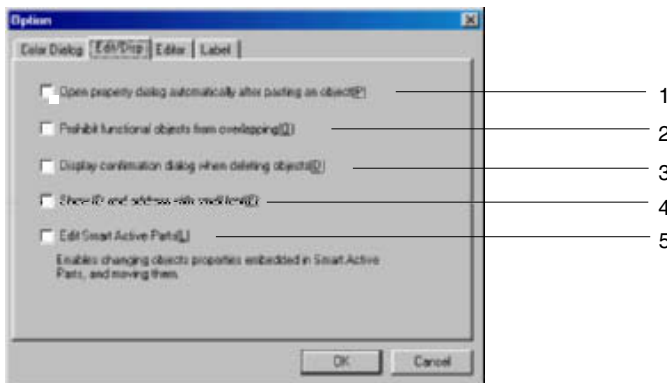 Option
Color Dialog Edit/Disp Editor Label
Open property dialog automatically after pasting an object(P) 1
Prohibit functional objects from overlapping(O) 2
Display confirmation dialog when deleting objects(D) 3
Show ID and address with small font 4
Edit Smart Active Parts(L) 5
Enables changing objects properties embedded in Smart Active
Parts, and moving them.
OK Cancel